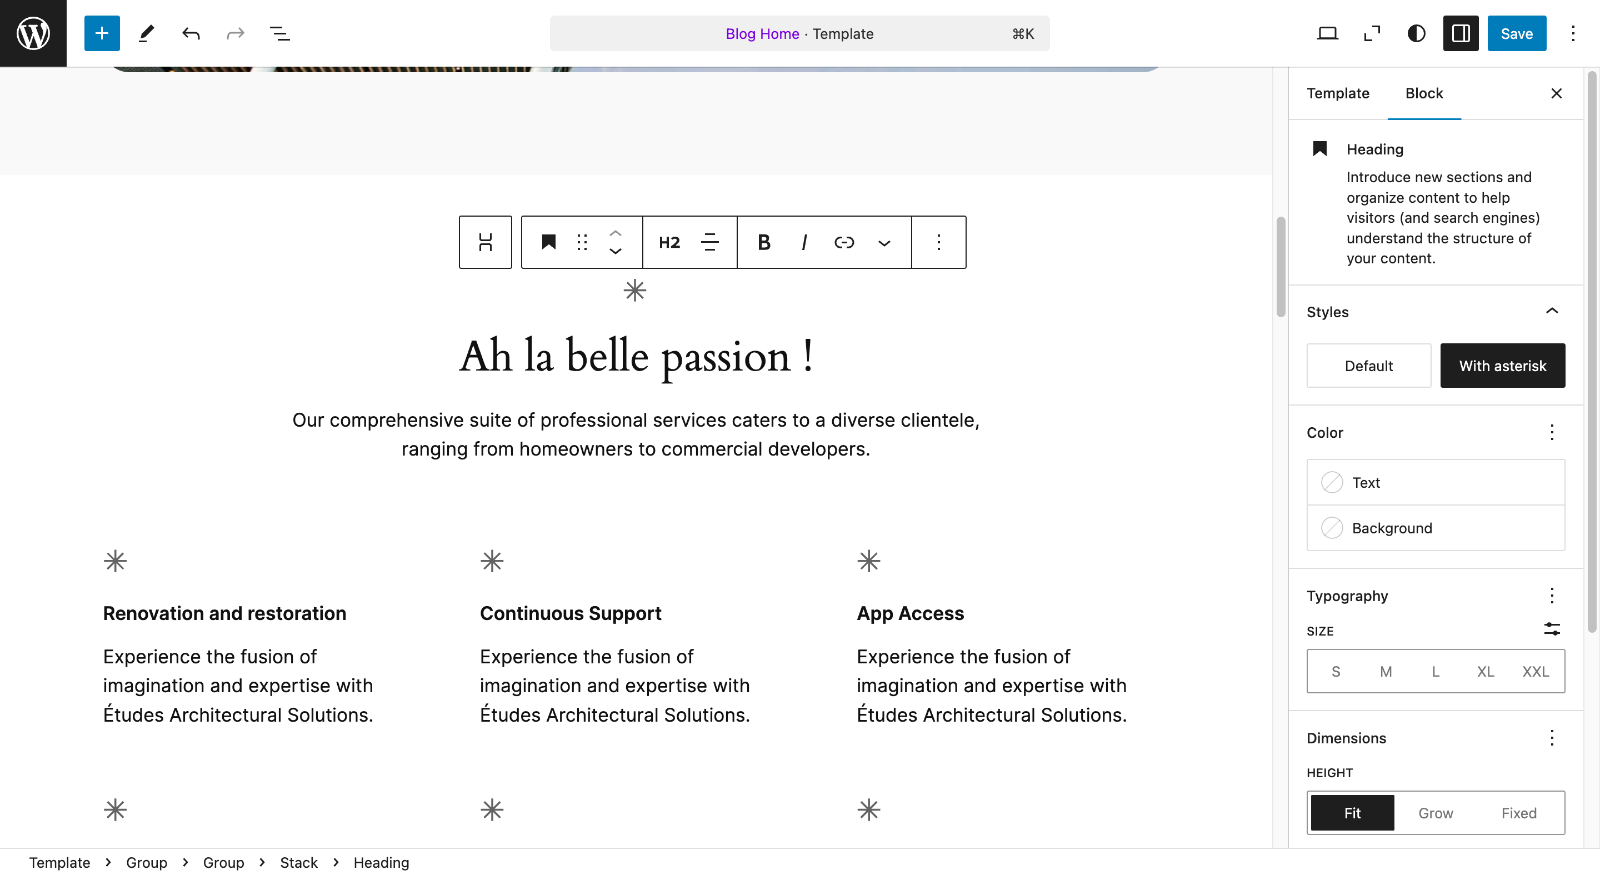 Blog Home · Template ⌘K
Save
Template Block
Heading
Introduce new sections and
organize content to help
visitors (and search engines)
understand the structure of
your content.
H2 B I
Styles
Default With asterisk
Ah la belle passion !
Our comprehensive suite of professional services caters to a diverse clientele,
ranging from homeowners to commercial developers.
Color
Text
Background
Renovation and restoration
Experience the fusion of
imagination and expertise with
Études Architectural Solutions.
Continuous Support
Experience the fusion of
imagination and expertise with
Études Architectural Solutions.
App Access
Experience the fusion of
imagination and expertise with
Études Architectural Solutions.
Typography
SIZE
S M L XL XXL
Dimensions
HEIGHT
Fit Grow Fixed
Template > Group > Group > Stack > Heading